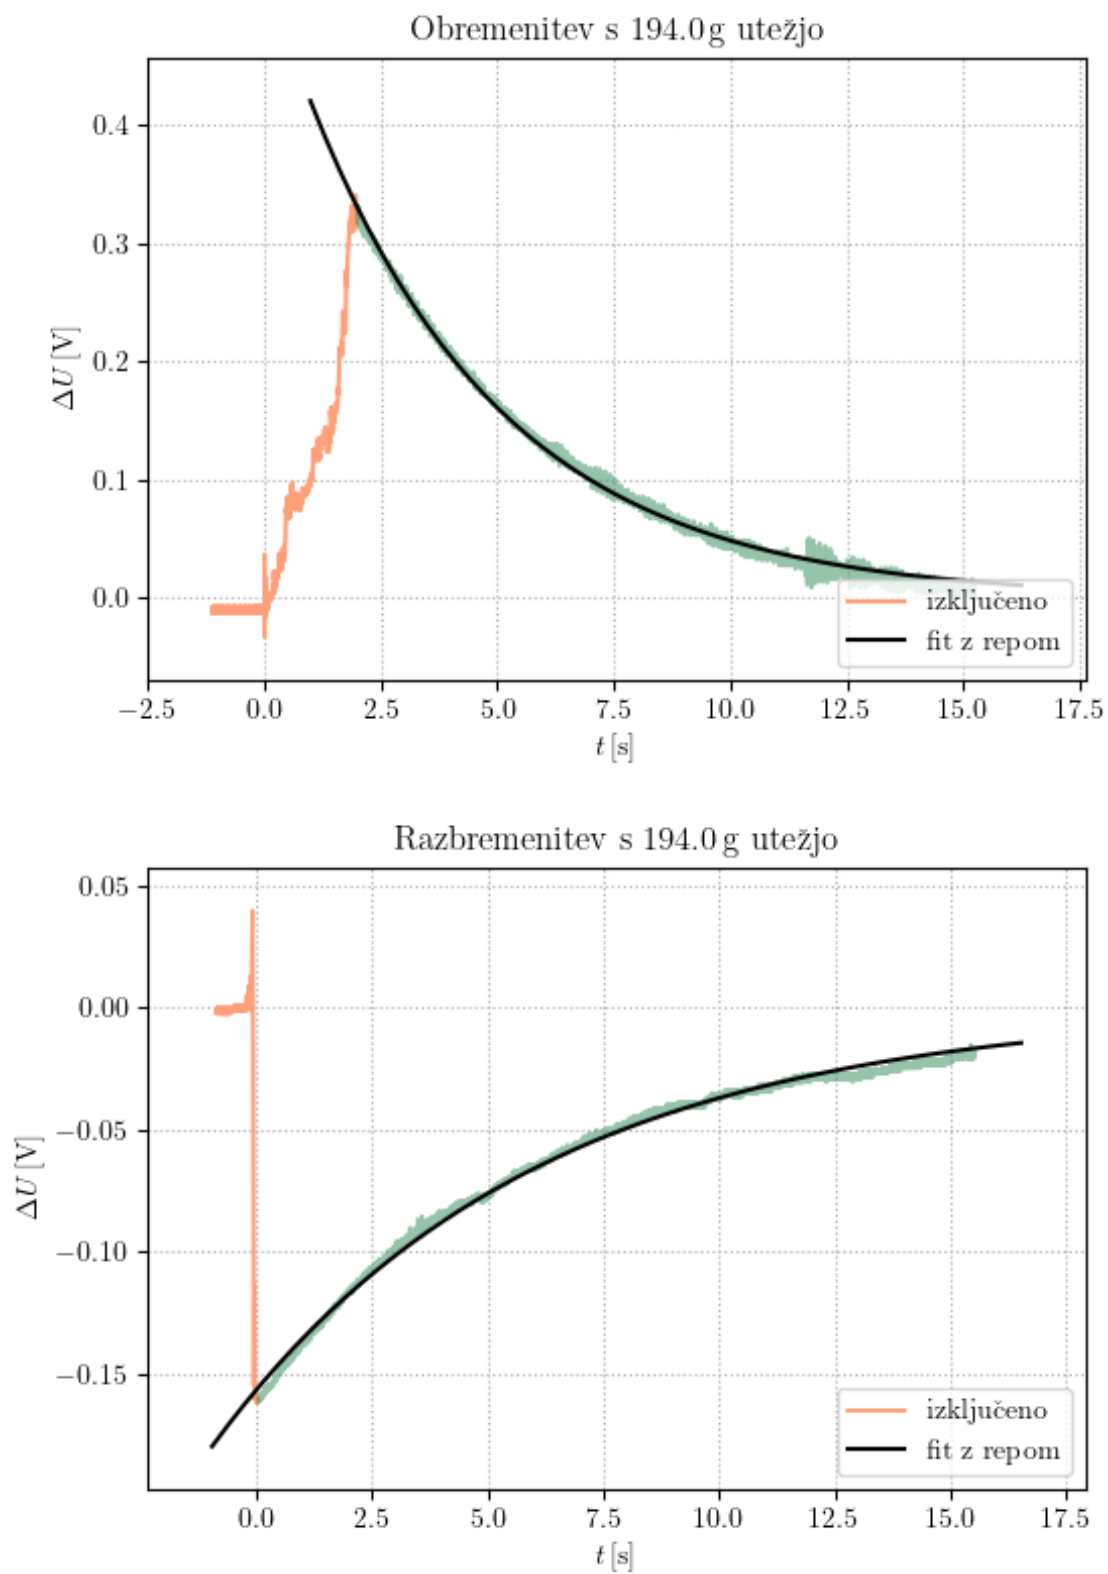 Obremenitev s 194.0 g utežjo
ΔU [V]
0.4
0.3
0.2
0.1
0.0
−2.5 0.0 2.5 5.0 7.5 10.0 12.5 15.0 17.5
t [s]
izključeno
fit z repom
Razbremenitev s 194.0 g utežjo
ΔU [V]
0.05
0.00
−0.05
−0.10
−0.15
0.0 2.5 5.0 7.5 10.0 12.5 15.0 17.5
t [s]
izključeno
fit z repom